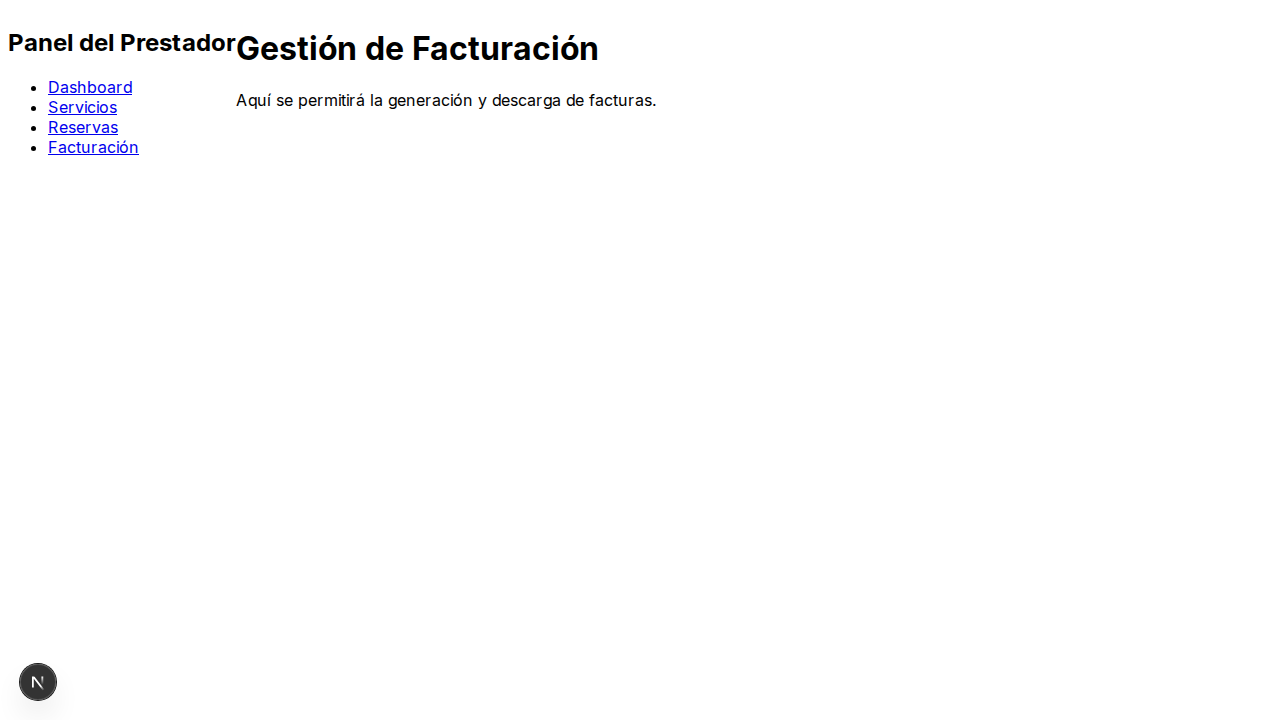 Panel del Prestador
Dashboard
Servicios
Reservas
Facturación
Gestión de Facturación
Aquí se permitirá la generación y descarga de facturas.
N